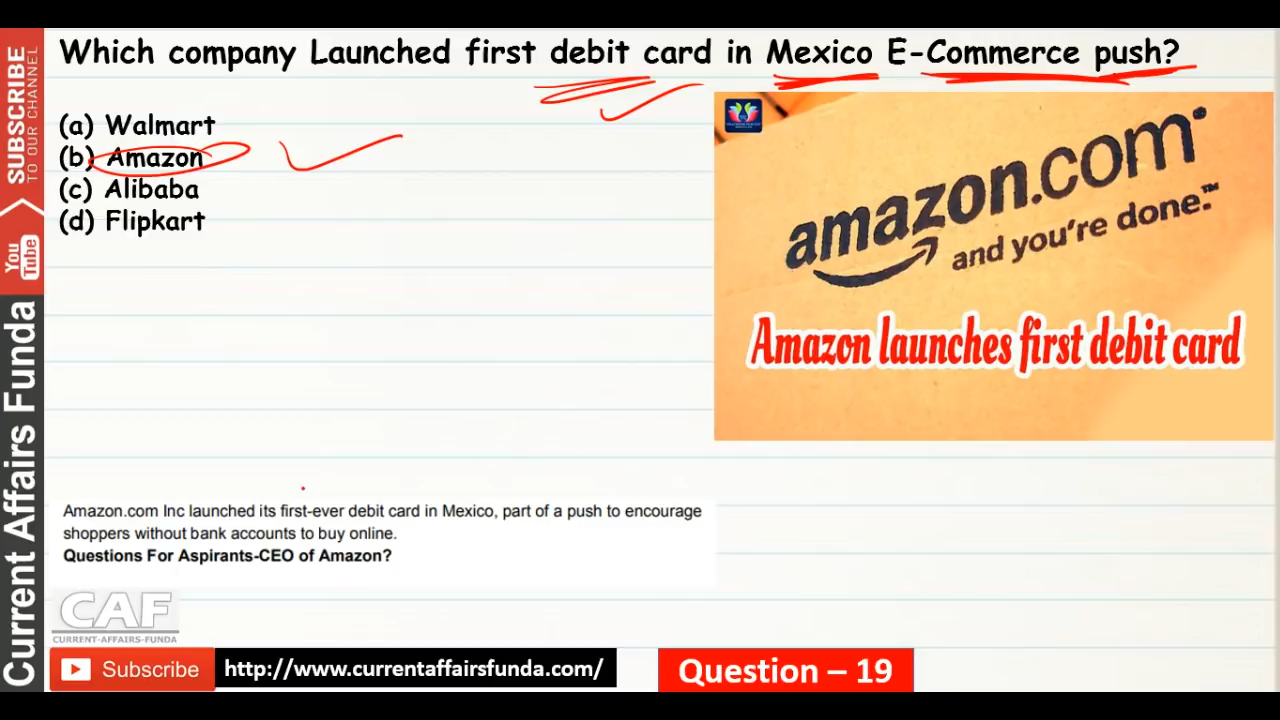 Which company Launched first debit card in Mexico E-Commerce push?
(a) Walmart
(b) Amazon
(c) Alibaba
(d) Flipkart
amazon.com
and you're done.™
Amazon launches first debit card
Amazon.com Inc launched its first-ever debit card in Mexico, part of a push to encourage
shoppers without bank accounts to buy online.
Questions For Aspirants-CEO of Amazon?
CAF
CURRENT-AFFAIRS-FUNDA
Subscribe
http://www.currentaffairsfunda.com/
Question – 19
SUBSCRIBE
TO OUR CHANNEL
You
Tube
Current Affairs Funda